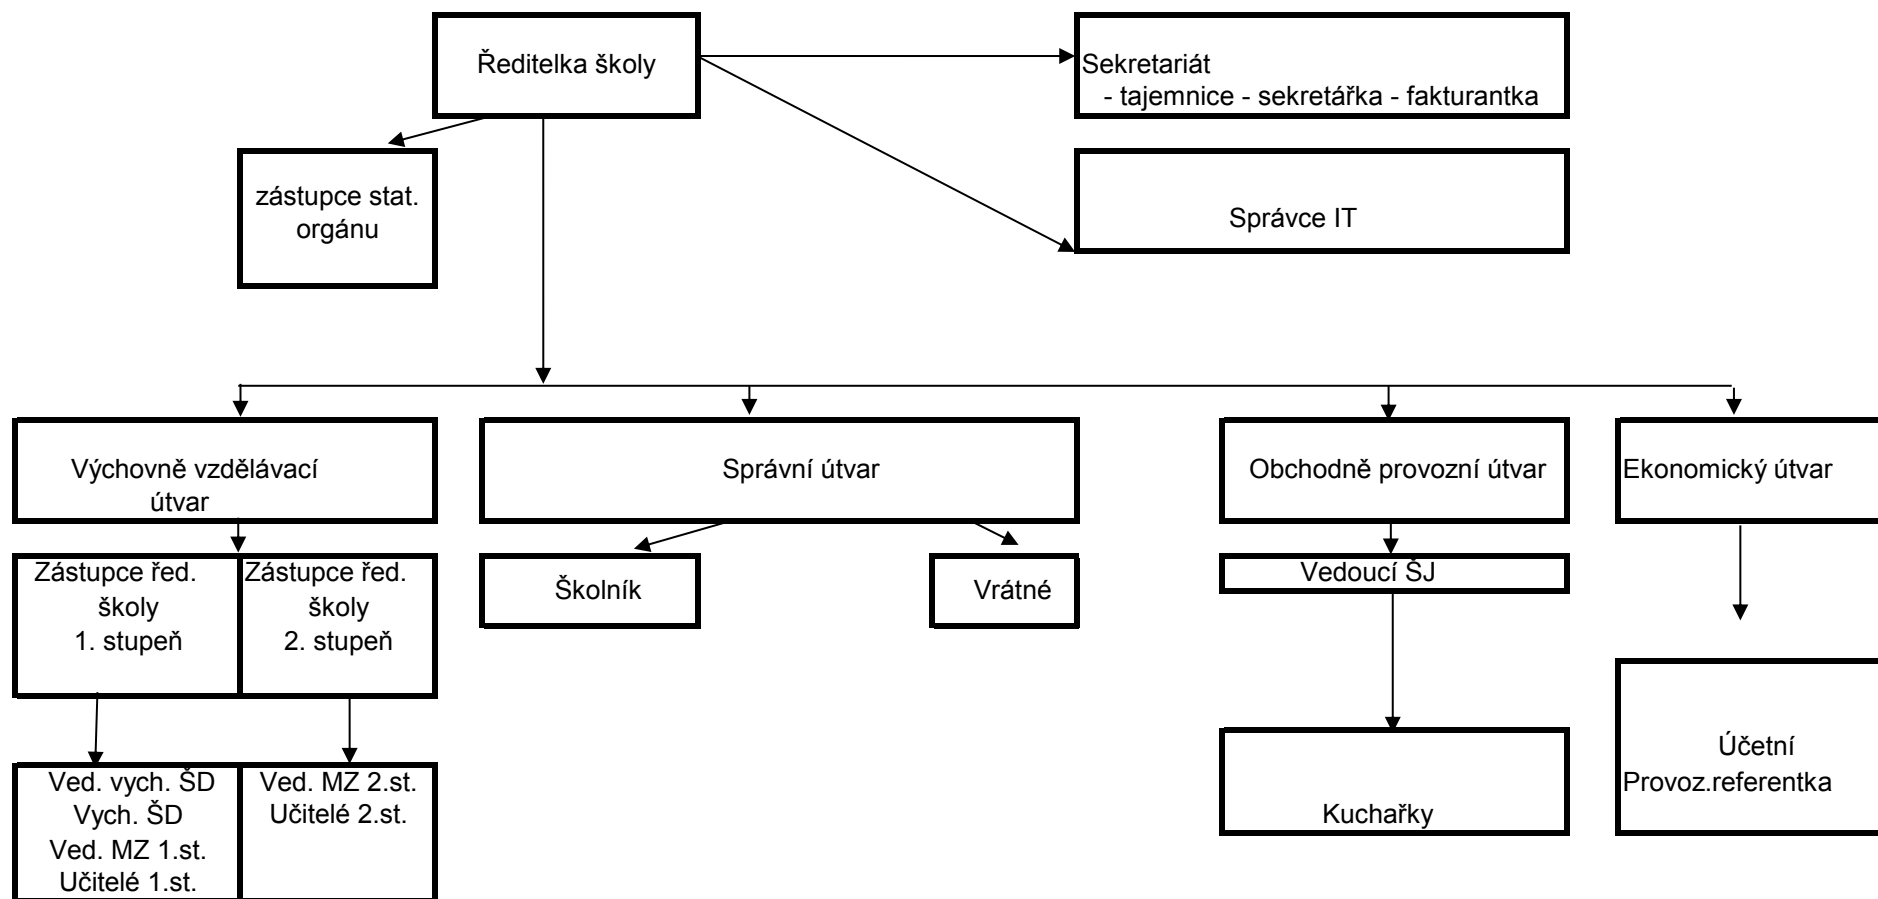 Ředitelka školy
Sekretariát
- tajemnice - sekretářka - fakturantka
zástupce stat.
orgánu
Správce IT
Výchovně vzdělávací
útvar
Správní útvar
Obchodně provozní útvar
Ekonomický útvar
Zástupce řed.
školy
1. stupeň
Zástupce řed.
školy
2. stupeň
Školník
Vrátné
Vedoucí ŠJ
Ved. vych. ŠD
Vych. ŠD
Ved. MZ 1.st.
Učitelé 1.st.
Ved. MZ 2.st.
Učitelé 2.st.
Kuchařky
Účetní
Provoz.referentka